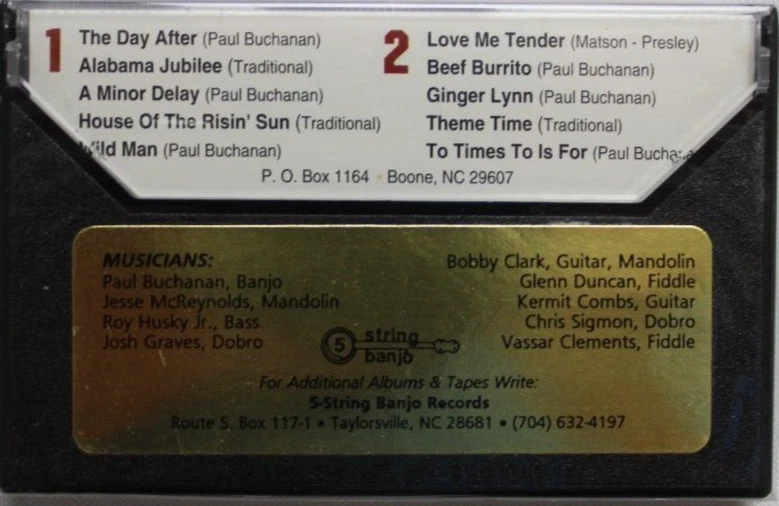 1
The Day After (Paul Buchanan)
Alabama Jubilee (Traditional)
A Minor Delay (Paul Buchanan)
House Of The Risin' Sun (Traditional)
Wild Man (Paul Buchanan)
2
Love Me Tender (Matson - Presley)
Beef Burrito (Paul Buchanan)
Ginger Lynn (Paul Buchanan)
Theme Time (Traditional)
To Times To Is For (Paul Buchana
P. O. Box 1164 • Boone, NC 29607
MUSICIANS:
Paul Buchanan, Banjo
Jesse McReynolds, Mandolin
Roy Husky Jr., Bass
Josh Graves, Dobro
Bobby Clark, Guitar, Mandolin
Glenn Duncan, Fiddle
Kermit Combs, Guitar
Chris Sigmon, Dobro
Vassar Clements, Fiddle
5 string
banjo
For Additional Albums & Tapes Write:
5-String Banjo Records
Route 5, Box 117-1 • Taylorsville, NC 28681 • (704) 632-4197